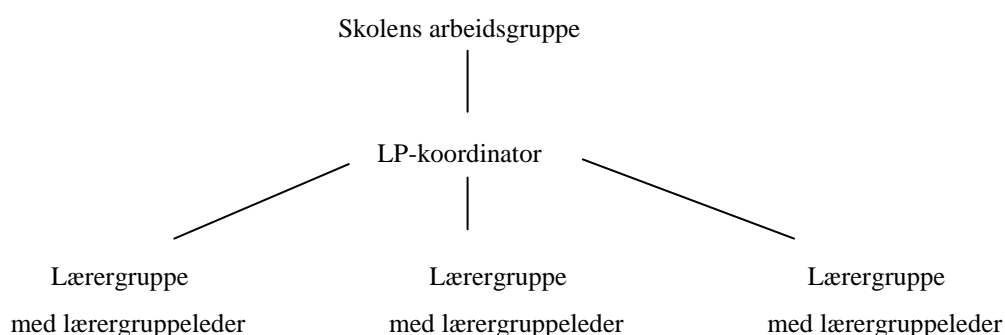 Skolens arbeidsgruppe
LP-koordinator
Lærergruppe
med lærergruppeleder
Lærergruppe
med lærergruppeleder
Lærergruppe
med lærergruppeleder